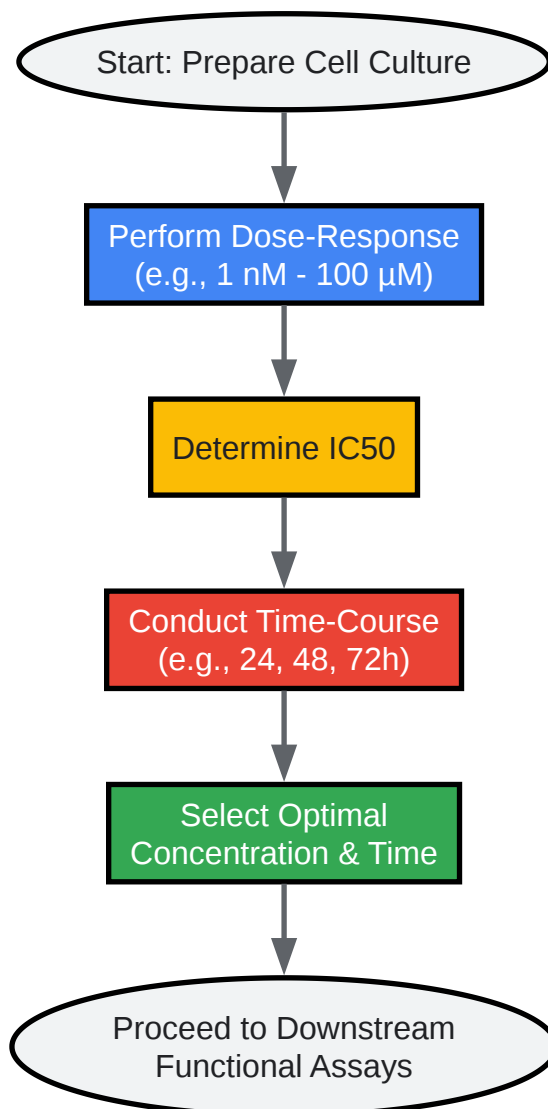 Start: Prepare Cell Culture
Perform Dose-Response
(e.g., 1 nM - 100 µM)
Determine IC50
Conduct Time-Course
(e.g., 24, 48, 72h)
Select Optimal
Concentration & Time
Proceed to Downstream
Functional Assays